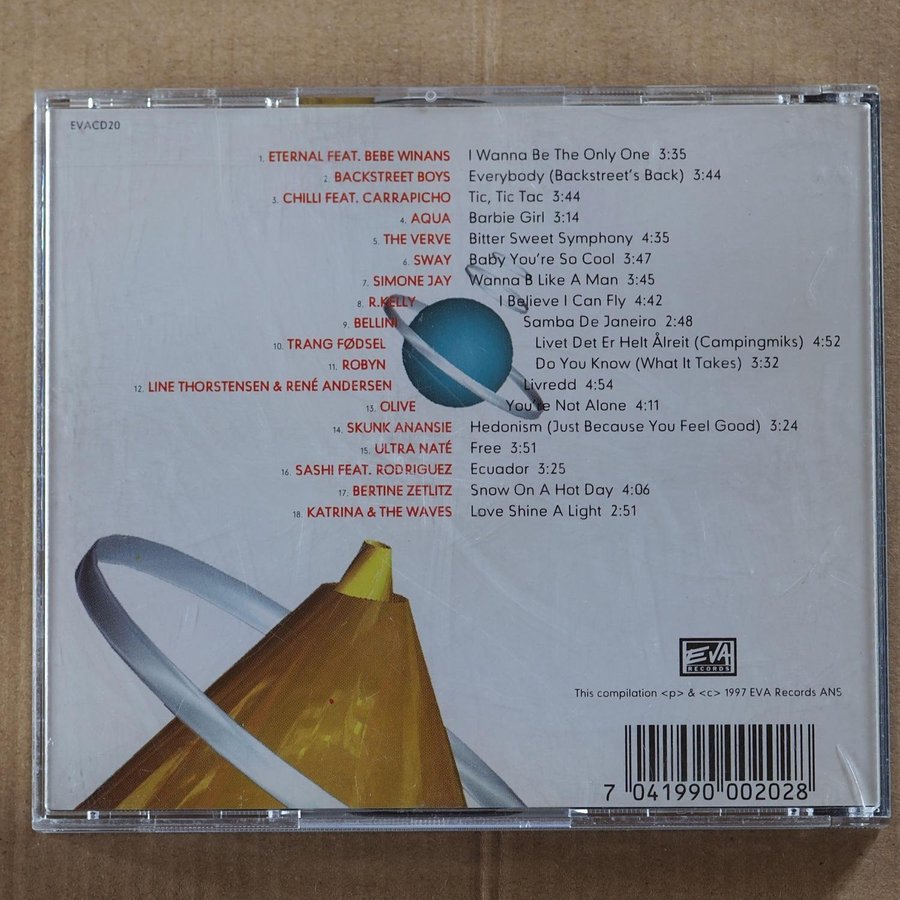 EVACD20
1. ETERNAL FEAT. BEBE WINANS I Wanna Be The Only One 3:35
2. BACKSTREET BOYS Everybody (Backstreet's Back) 3:44
3. CHILLI FEAT. CARRAPICHO Tic, Tic Tac 3:44
4. AQUA Barbie Girl 3:14
5. THE VERVE Bitter Sweet Symphony 4:35
6. SWAY Baby You're So Cool 3:47
7. SIMONE JAY Wanna B Like A Man 3:45
8. R.KELLY I Believe I Can Fly 4:42
9. BELLINI Samba De Janeiro 2:48
10. TRANG FØDSEL Livet Det Er Helt Ålreit (Campingmiks) 4:52
11. ROBYN Do You Know (What It Takes) 3:32
12. LINE THORSTENSEN & RENÉ ANDERSEN Livredd 4:54
13. OLIVE You're Not Alone 4:11
14. SKUNK ANANSIE Hedonism (Just Because You Feel Good) 3:24
15. ULTRA NATÉ Free 3:51
16. SASH! FEAT. RODRIGUEZ Ecuador 3:25
17. BERTINE ZETLITZ Snow On A Hot Day 4:06
18. KATRINA & THE WAVES Love Shine A Light 2:51
EVA
RECORDS
This compilation <p> & <c> 1997 EVA Records ANS
7 041990 002028